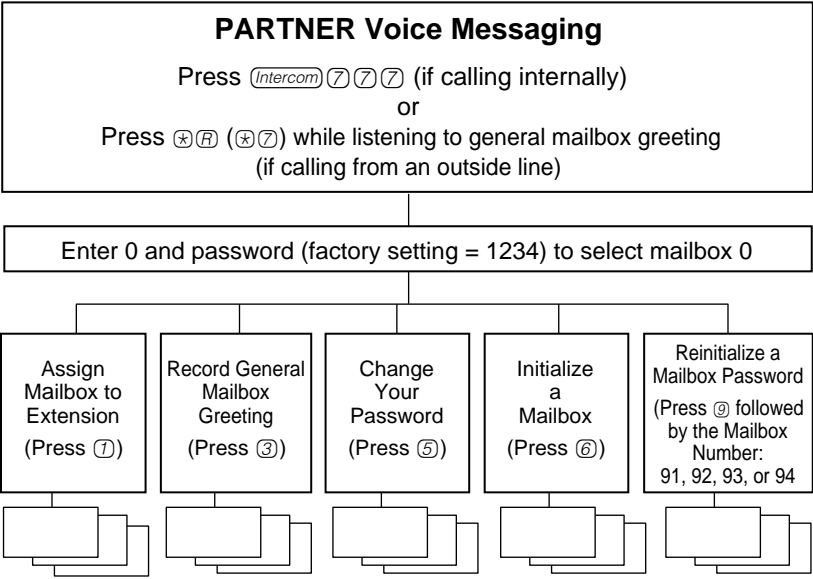 PARTNER Voice Messaging
Press Intercom 7 7 7 (if calling internally)
or
Press * R (* 7) while listening to general mailbox greeting
(if calling from an outside line)
Enter 0 and password (factory setting = 1234) to select mailbox 0
Assign
Mailbox to
Extension
(Press 1)
Record General
Mailbox
Greeting
(Press 3)
Change
Your
Password
(Press 5)
Initialize
a
Mailbox
(Press 6)
Reinitialize a
Mailbox Password
(Press 9 followed
by the Mailbox
Number:
91, 92, 93, or 94